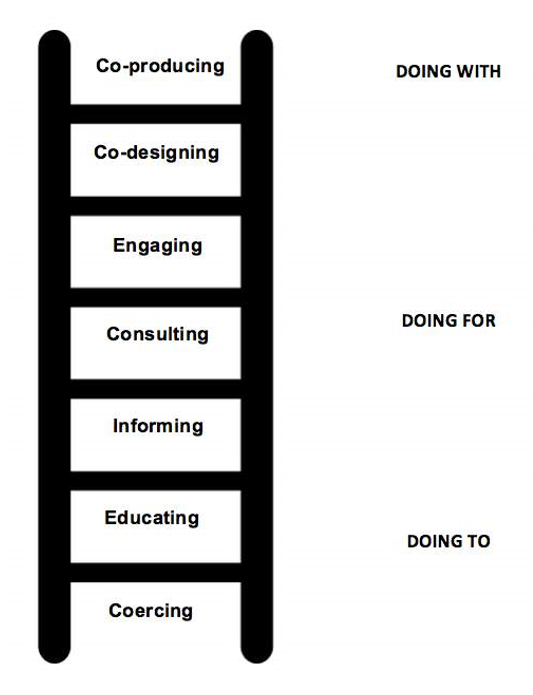 Co-producing
DOING WITH
Co-designing
Engaging
DOING FOR
Consulting
Informing
Educating
DOING TO
Coercing